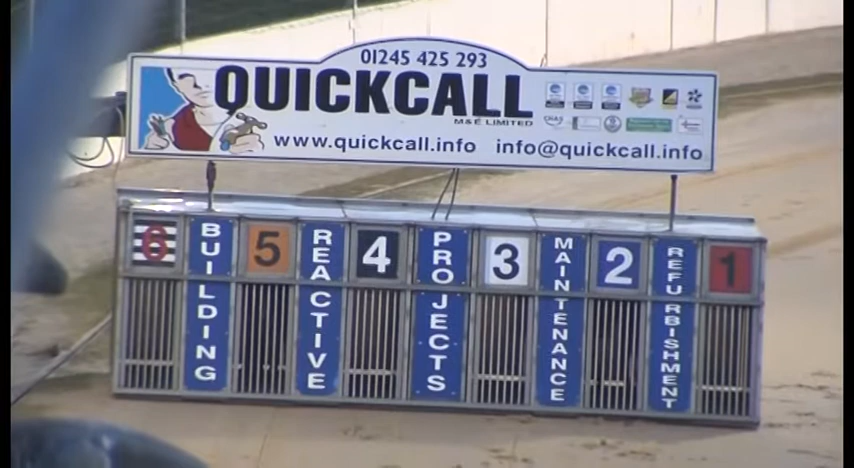 01245 425 293
QUICKCALL
M&E LIMITED
www.quickcall.info info@quickcall.info
6 BUILDING 5 REACTIVE 4 PROJECTS 3 MAINTENANCE 2 REFURBISHMENT 1